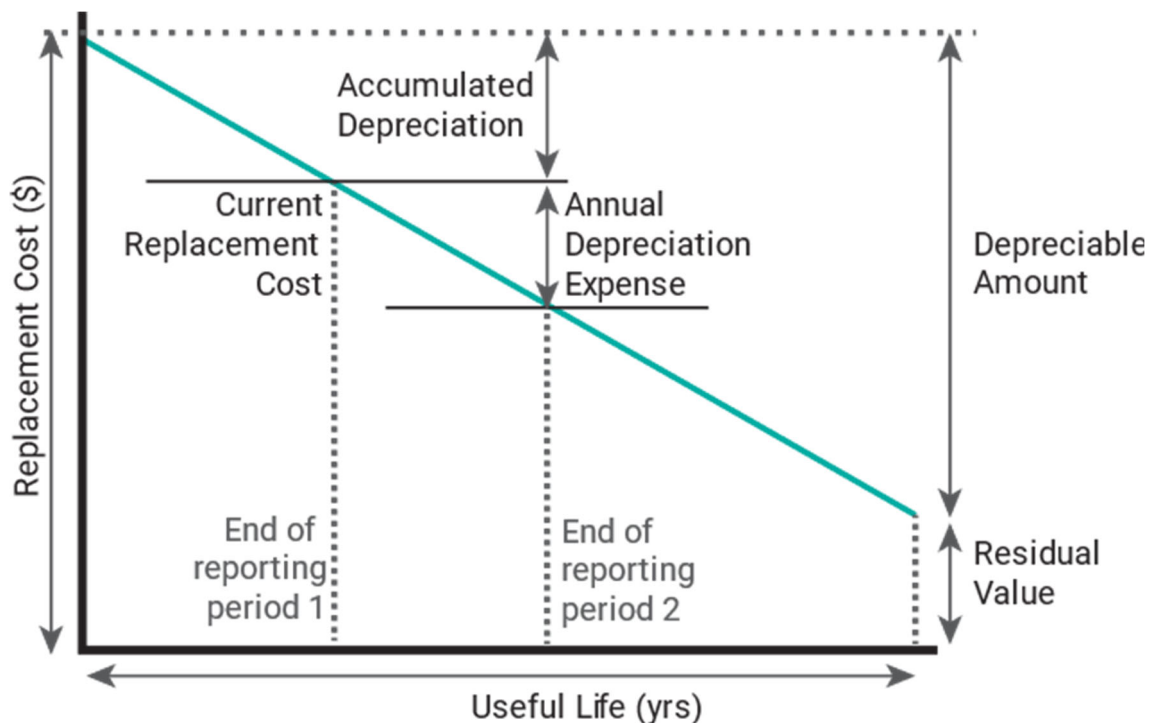 Accumulated
Depreciation
Current
Replacement
Cost
Annual
Depreciation
Expense
Depreciable
Amount
Replacement Cost ($)
End of
reporting
period 1
End of
reporting
period 2
Residual
Value
Useful Life (yrs)